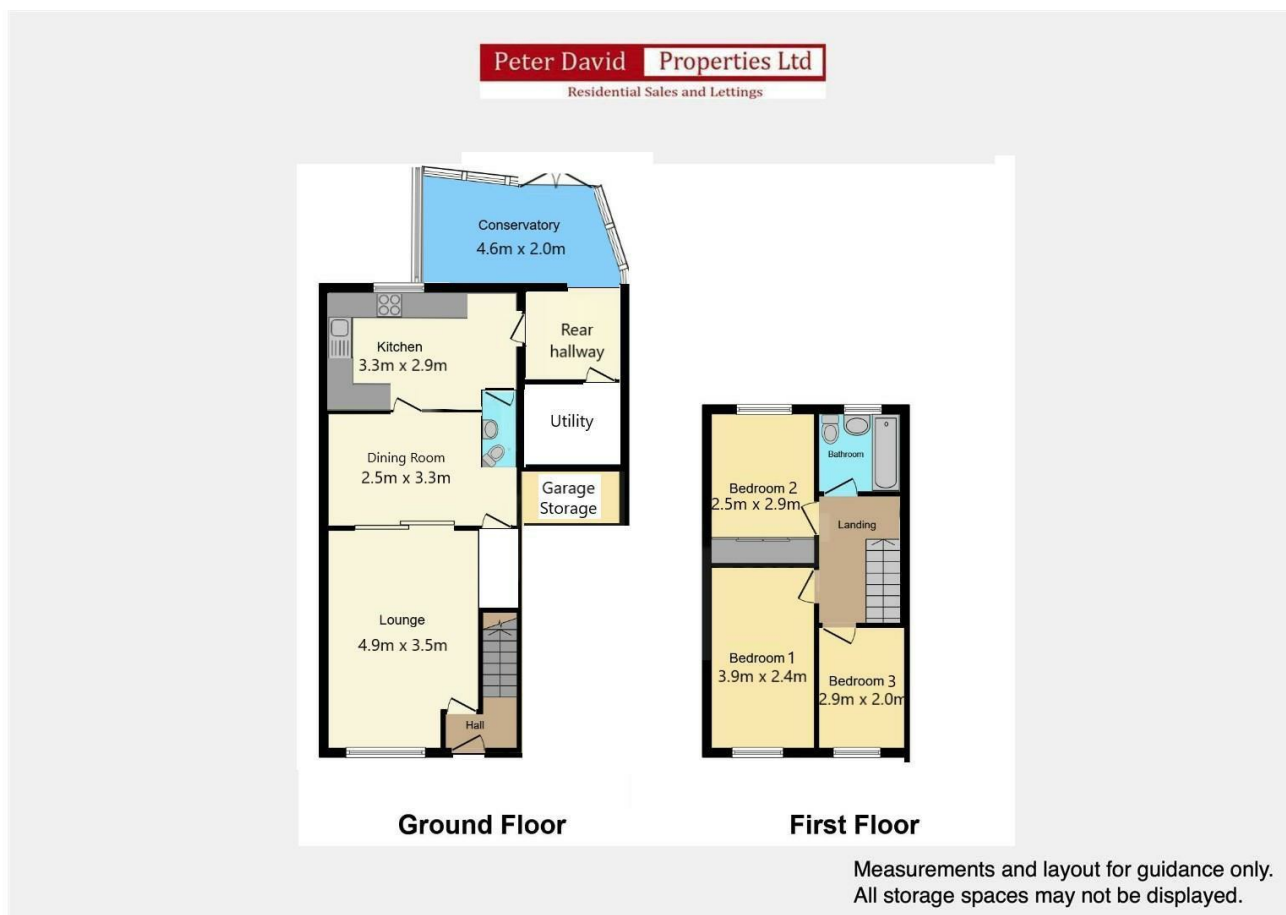 Peter David Properties Ltd
Residential Sales and Lettings
Conservatory
4.6m x 2.0m
Kitchen
3.3m x 2.9m
Rear
hallway
Utility
Dining Room
2.5m x 3.3m
Garage
Storage
Lounge
4.9m x 3.5m
Hall
Ground Floor
Bathroom
Bedroom 2
2.5m x 2.9m
Landing
Bedroom 1
3.9m x 2.4m
Bedroom 3
2.9m x 2.0m
First Floor
Measurements and layout for guidance only.
All storage spaces may not be displayed.